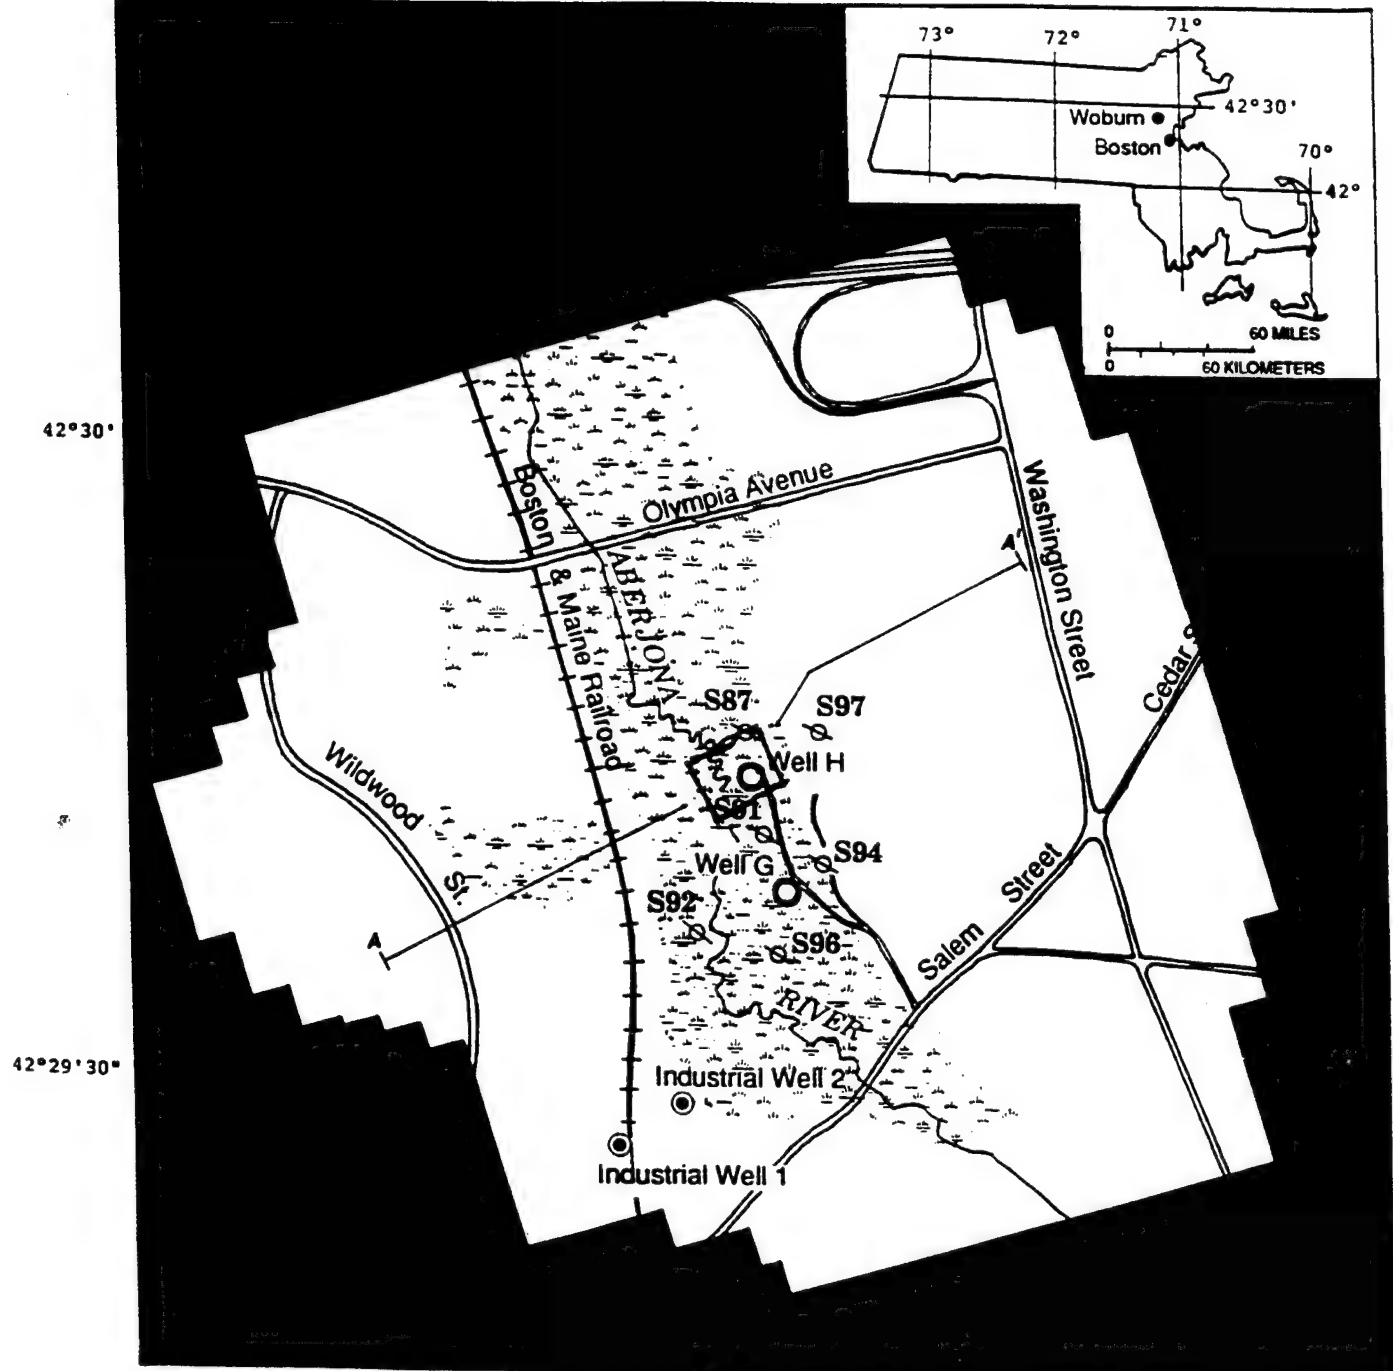 73°
72°
71°
42°30'
Woburn
Boston
70°
42°
0
60 MILES
0
60 KILOMETERS
42°30'
Olympia Avenue
Washington Street
Boston
& Maine Railroad
ABERJONA
A'
Cedar
S87
S97
Well H
Wildwood
St.
S91
S94
Well G
S92
S96
A
Salem
Street
RIVER
42°29'30"
Industrial Well 2
Industrial Well 1